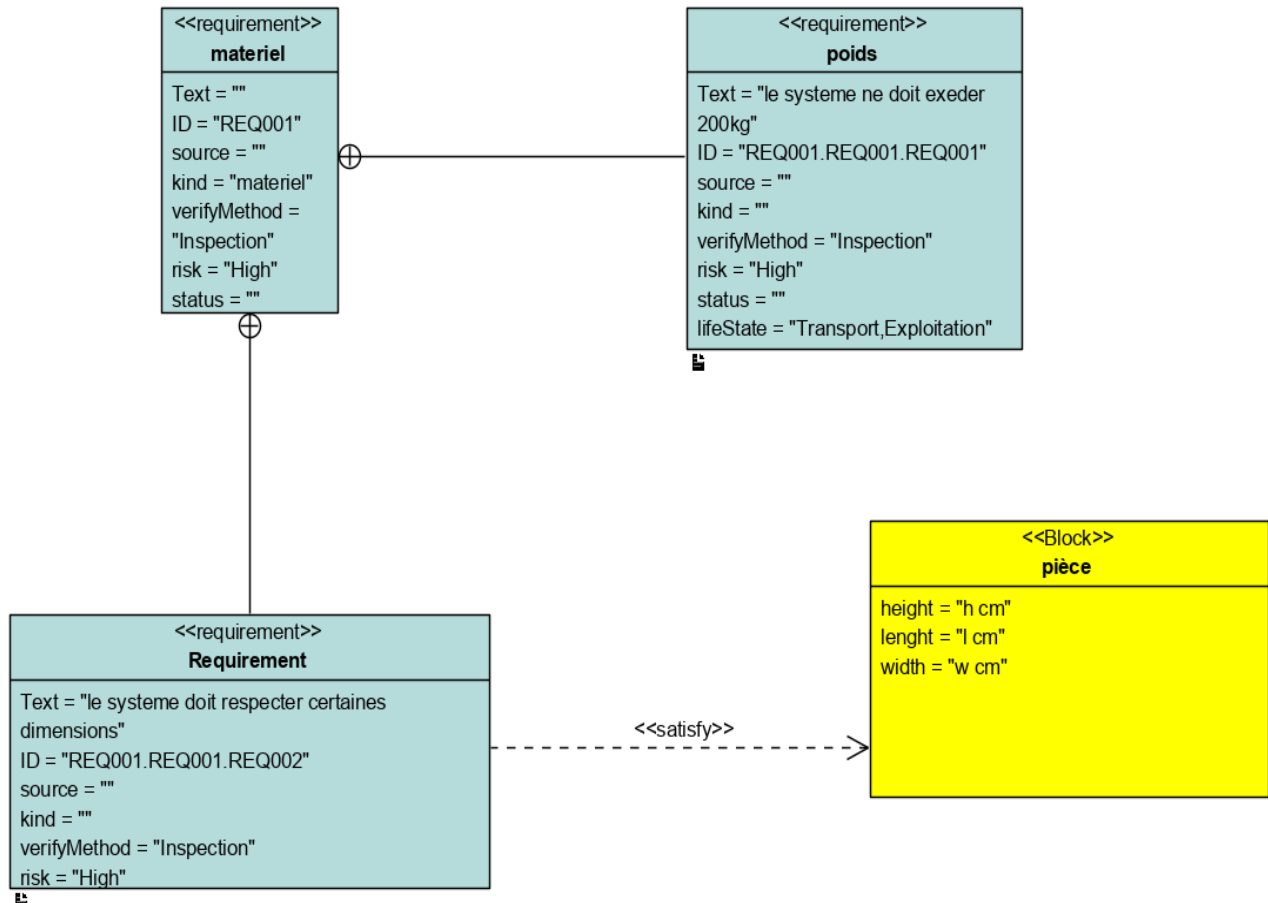 <<requirement>>
materiel
Text = ""
ID = "REQ001"
source = ""
kind = "materiel"
verifyMethod =
"Inspection"
risk = "High"
status = ""
<<requirement>>
poids
Text = "le systeme ne doit exeder
200kg"
ID = "REQ001.REQ001.REQ001"
source = ""
kind = ""
verifyMethod = "Inspection"
risk = "High"
status = ""
lifeState = "Transport,Exploitation"
<<requirement>>
Requirement
Text = "le systeme doit respecter certaines
dimensions"
ID = "REQ001.REQ001.REQ002"
source = ""
kind = ""
verifyMethod = "Inspection"
risk = "High"
<<satisfy>>
<<Block>>
pièce
height = "h cm"
lenght = "l cm"
width = "w cm"